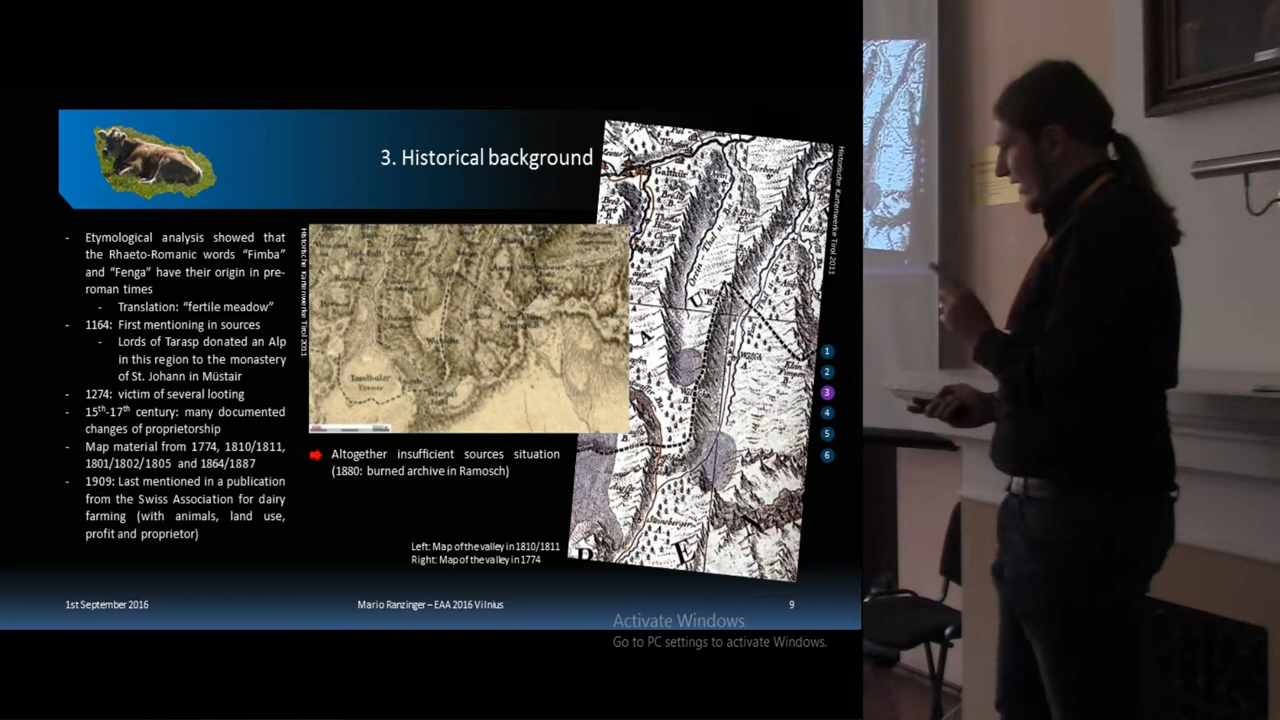 3. Historical background
- Etymological analysis showed that
the Rhaeto-Romanic words “Fimba”
and “Fenga” have their origin in pre-
roman times
- Translation: “fertile meadow”
- 1164: First mentioning in sources
- Lords of Tarasp donated an Alp
in this region to the monastery
of St. Johann in Müstair
- 1274: victim of several looting
- 15th-17th century: many documented
changes of proprietorship
- Map material from 1774, 1810/1811,
1801/1802/1805 and 1864/1887
- 1909: Last mentioned in a publication
from the Swiss Association for dairy
farming (with animals, land use,
profit and proprietor)
Historische Kartenwerke Tirol 2011
Altogether insufficient sources situation
(1880: burned archive in Ramosch)
Left: Map of the valley in 1810/1811
Right: Map of the valley in 1774
Galthür
Historische Kartenwerke Tirol 2011
1
2
3
4
5
6
1st September 2016
Mario Ranzinger – EAA 2016 Vilnius
9
Activate Windows
Go to PC settings to activate Windows.